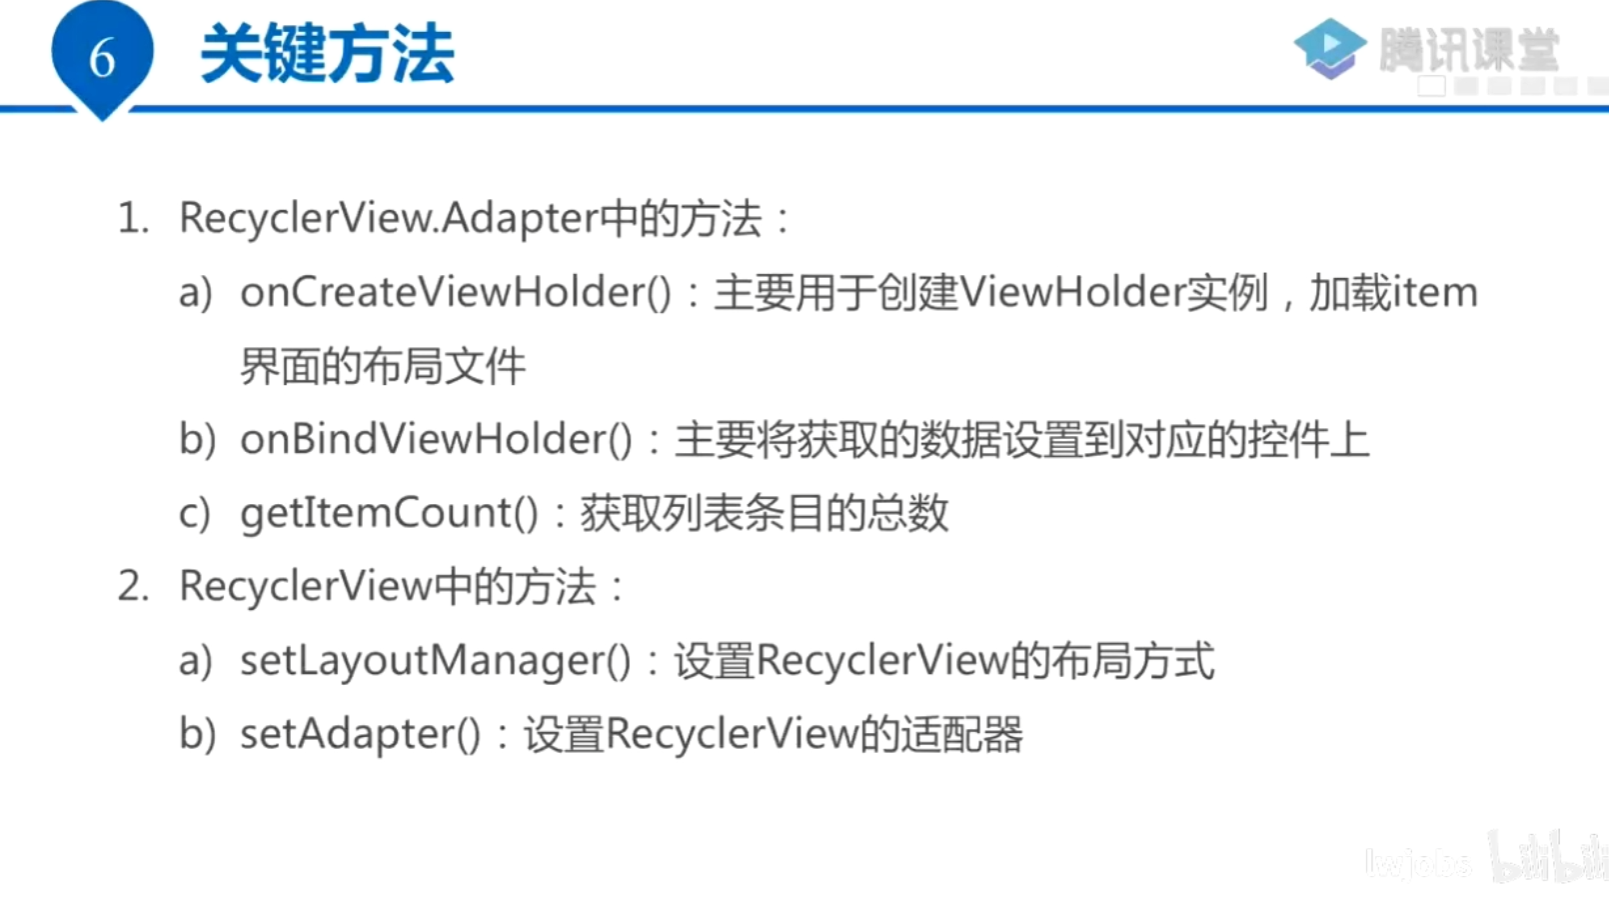 6
关键方法
腾讯课堂
1. RecyclerView.Adapter中的方法：
a) onCreateViewHolder()：主要用于创建ViewHolder实例，加载item
界面的布局文件
b) onBindViewHolder()：主要将获取的数据设置到对应的控件上
c) getItemCount()：获取列表条目的总数
2. RecyclerView中的方法：
a) setLayoutManager()：设置RecyclerView的布局方式
b) setAdapter()：设置RecyclerView的适配器
lwjobs bilibili